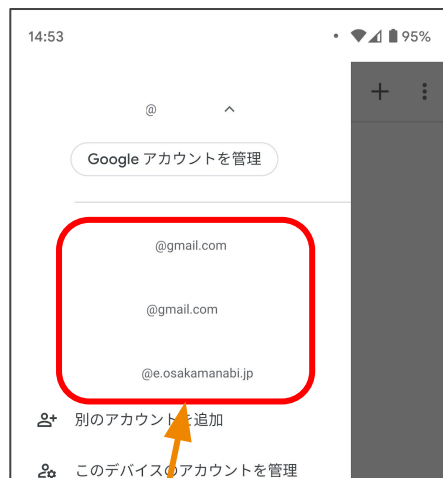 14:53 95%
@
Google アカウントを管理
@gmail.com
@gmail.com
@e.osakamanabi.jp
別のアカウントを追加
このデバイスのアカウントを管理